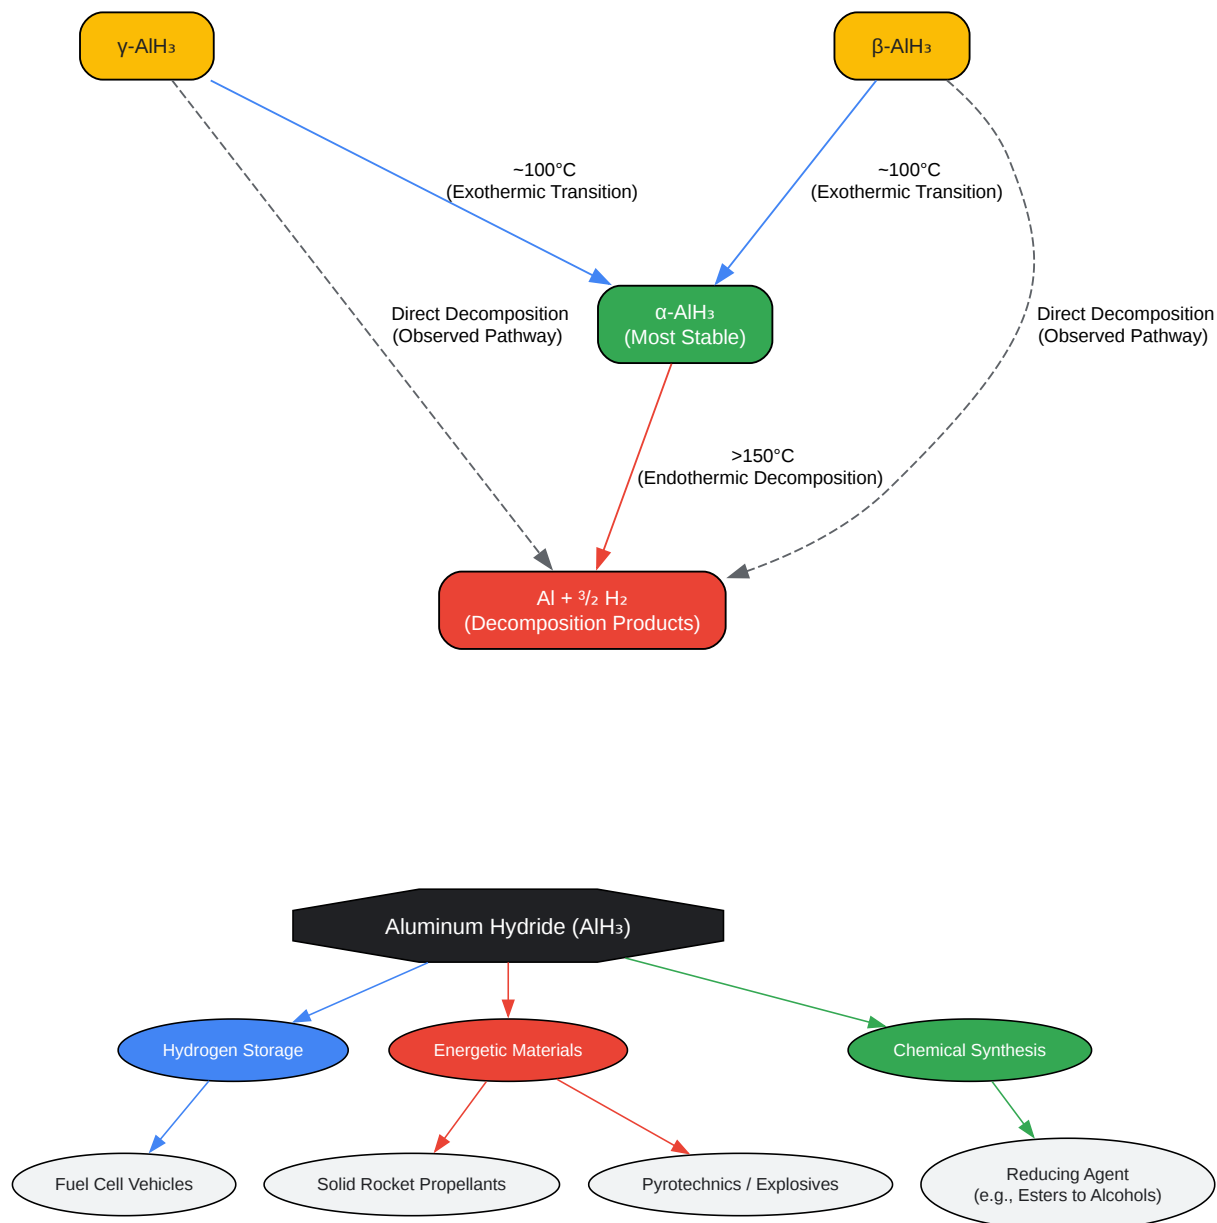 γ-AlH₃
β-AlH₃
~100°C
(Exothermic Transition)
~100°C
(Exothermic Transition)
Direct Decomposition
(Observed Pathway)
α-AlH₃
(Most Stable)
Direct Decomposition
(Observed Pathway)
>150°C
(Endothermic Decomposition)
Al + ³/₂ H₂
(Decomposition Products)
Aluminum Hydride (AlH₃)
Hydrogen Storage
Energetic Materials
Chemical Synthesis
Fuel Cell Vehicles
Solid Rocket Propellants
Pyrotechnics / Explosives
Reducing Agent
(e.g., Esters to Alcohols)